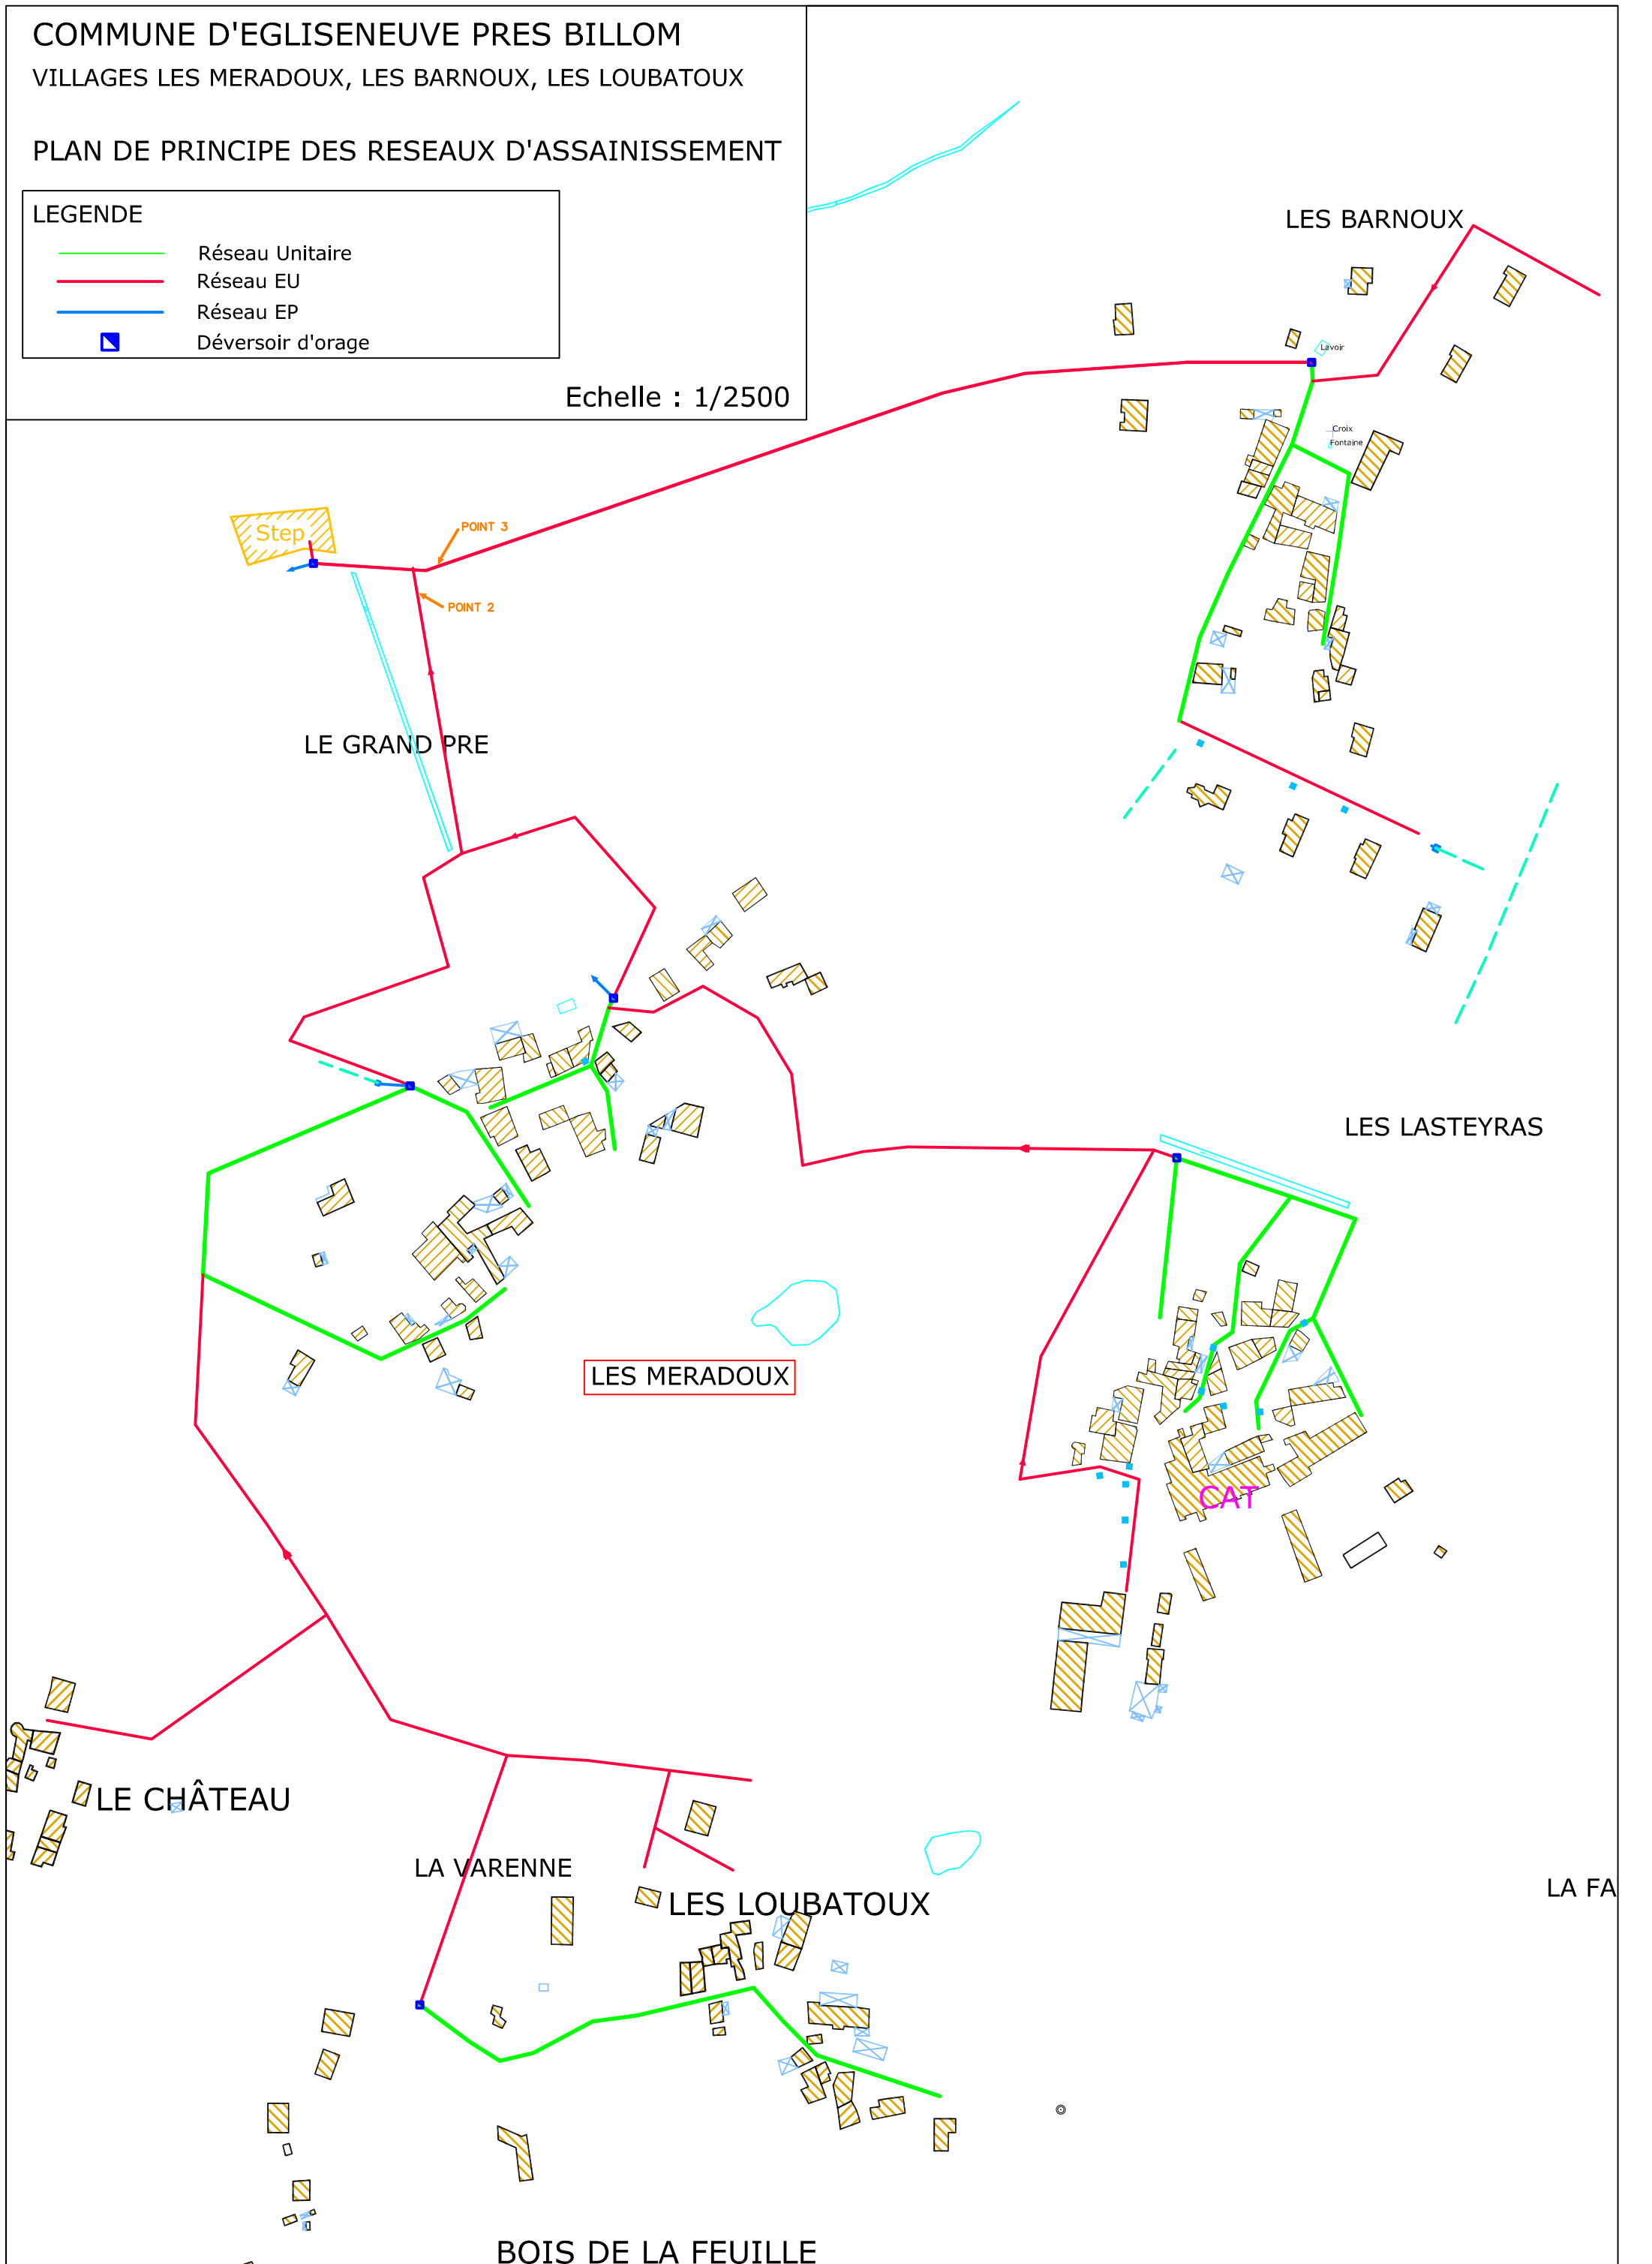 COMMUNE D'EGLISENEUVE PRES BILLOM
VILLAGES LES MERADOUX, LES BARNOUX, LES LOUBATOUX
PLAN DE PRINCIPE DES RESEAUX D'ASSAINISSEMENT
LEGENDE
Réseau Unitaire
Réseau EU
Réseau EP
Déversoir d'orage
Echelle : 1/2500
LES BARNOUX
Lavoir
Croix
Fontaine
Step
POINT 3
POINT 2
LE GRAND PRE
LES LASTEYRAS
LES MERADOUX
CAT
LE CHÂTEAU
LA VARENNE
LES LOUBATOUX
LA FA
BOIS DE LA FEUILLE